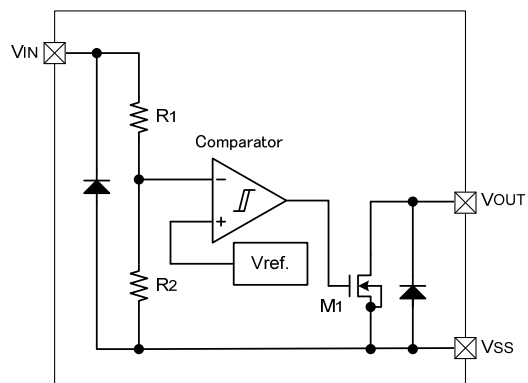 VIN
R1
Comparator
−
+
VOUT
Vref.
R2
M1
VSS